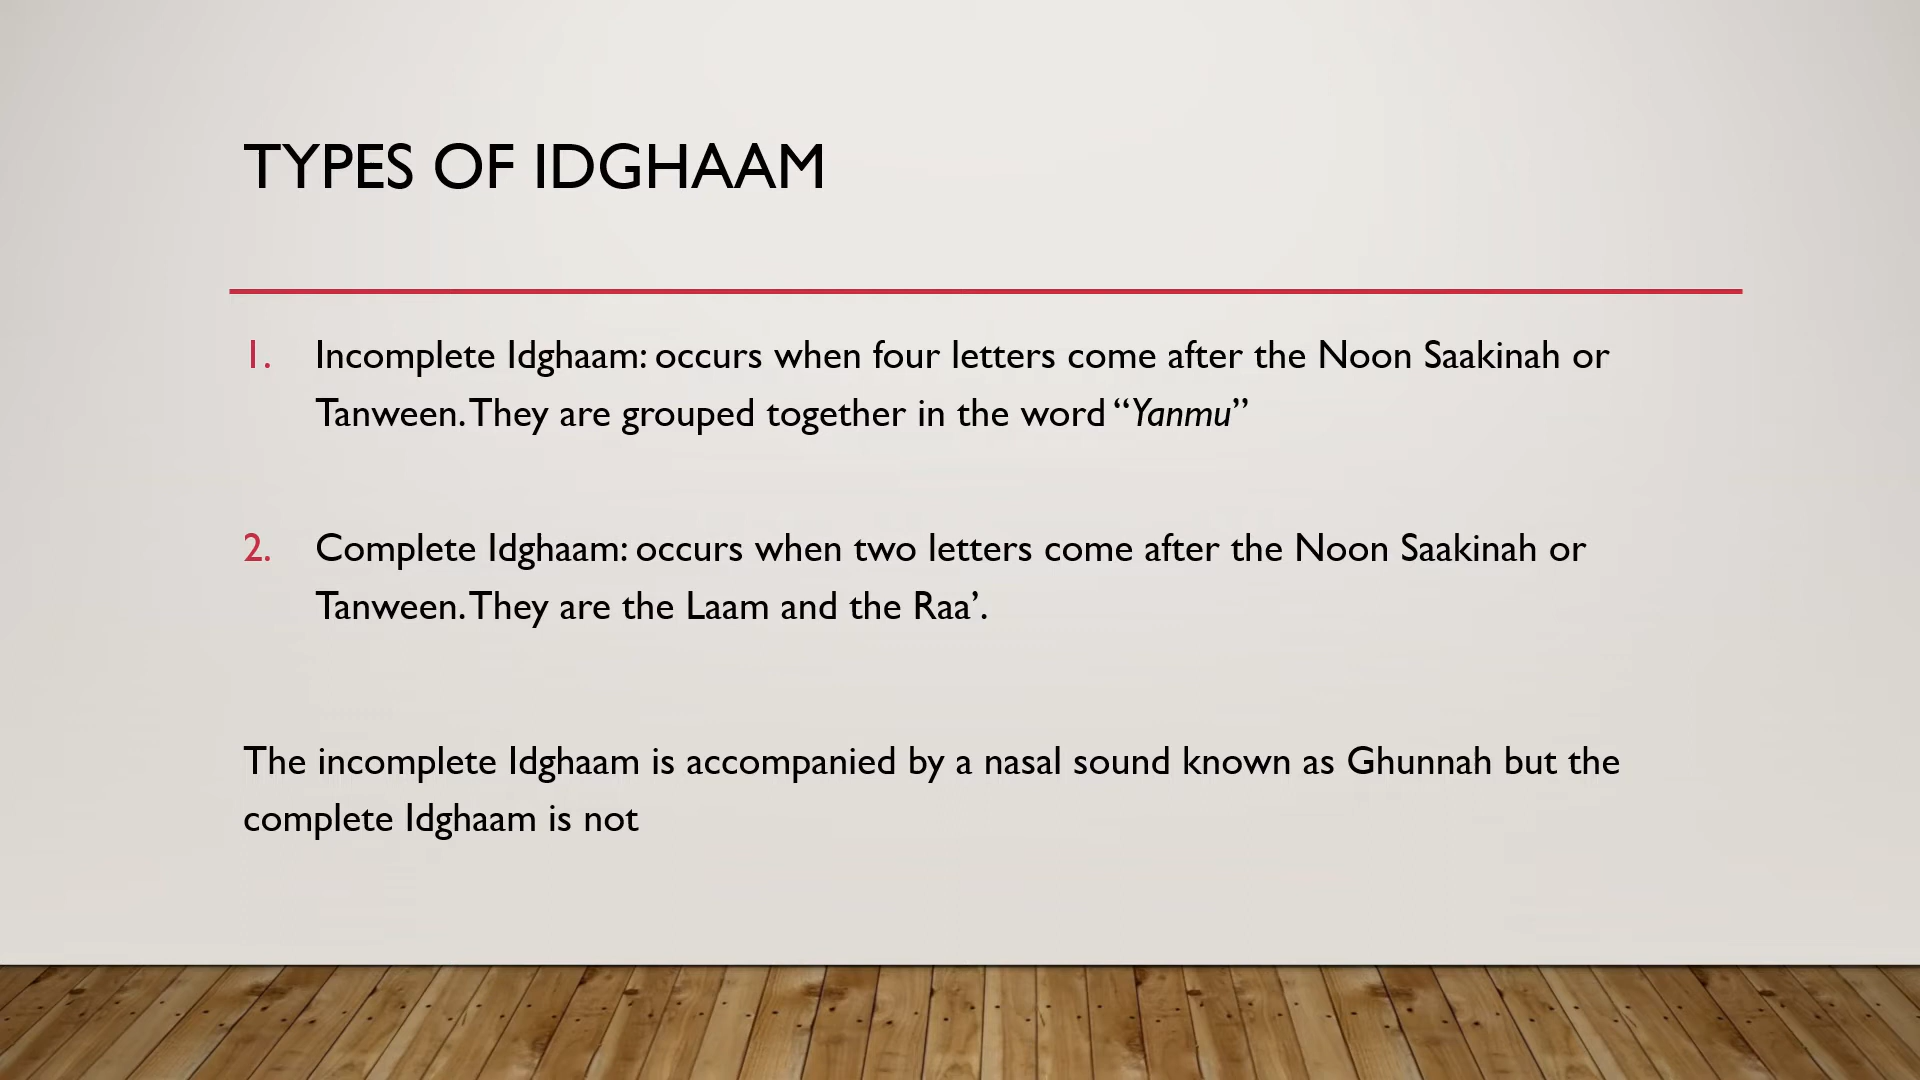 TYPES OF IDGHAAM
1. Incomplete Idghaam: occurs when four letters come after the Noon Saakinah or
Tanween. They are grouped together in the word “Yanmu”
2. Complete Idghaam: occurs when two letters come after the Noon Saakinah or
Tanween. They are the Laam and the Raa’.
The incomplete Idghaam is accompanied by a nasal sound known as Ghunnah but the
complete Idghaam is not